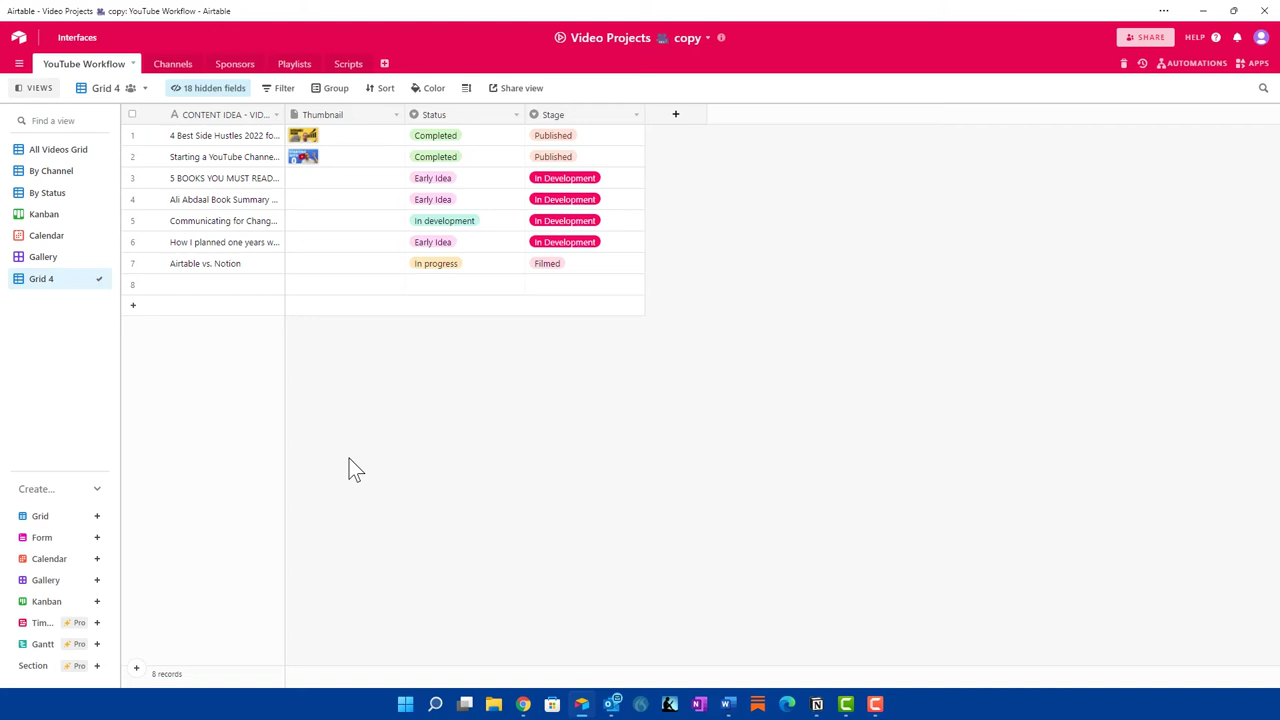 Airtable - Video Projects 🎥 copy: YouTube Workflow - Airtable
Interfaces
Video Projects 🎥 copy
SHARE
HELP
YouTube Workflow
Channels
Sponsors
Playlists
Scripts
AUTOMATIONS
APPS
VIEWS
Grid 4
18 hidden fields
Filter
Group
Sort
Color
Share view
Find a view
All Videos Grid
By Channel
By Status
Kanban
Calendar
Gallery
Grid 4
CONTENT IDEA - VID... Thumbnail Status Stage
1 4 Best Side Hustles 2022 fo... Completed Published
2 Starting a YouTube Channe... Completed Published
3 5 BOOKS YOU MUST READ... Early Idea In Development
4 Ali Abdaal Book Summary ... Early Idea In Development
5 Communicating for Chang... In development In Development
6 How I planned one years w... Early Idea In Development
7 Airtable vs. Notion In progress Filmed
8
8 records
Create...
Grid
Form
Calendar
Gallery
Kanban
Tim... Pro
Gantt Pro
Section Pro